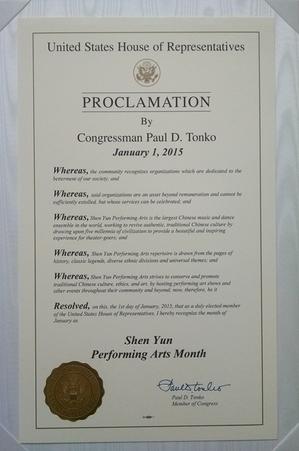 United States House of Representatives
PROCLAMATION
By
Congressman Paul D. Tonko
January 1, 2015
Whereas, the community recognizes organizations which are dedicated to the
betterment of our society; and
Whereas, said organizations are an asset beyond remuneration and cannot be
sufficiently extolled, but whose services can be celebrated; and
Whereas, Shen Yun Performing Arts is the largest Chinese music and dance
ensemble in the world, working to revive authentic, traditional Chinese culture by
drawing upon five millennia of civilization to provide a beautiful and inspiring
experience for theater-goers; and
Whereas, Shen Yun Performing Arts repertoire is drawn from the pages of
history, classic legends, diverse ethnic divisions and universal themes; and
Whereas, Shen Yun Performing Arts strives to conserve and promote
traditional Chinese culture, ethics, and art, by hosting performing art shows and
other events throughout their community and beyond; now, therefore, be it
Resolved, on this, the 1st day of January, 2015, that as a duly elected member
of the United States House of Representatives, I hereby recognize the month of
January as
Shen Yun
Performing Arts Month
Paul D. Tonko
Paul D. Tonko
Member of Congress